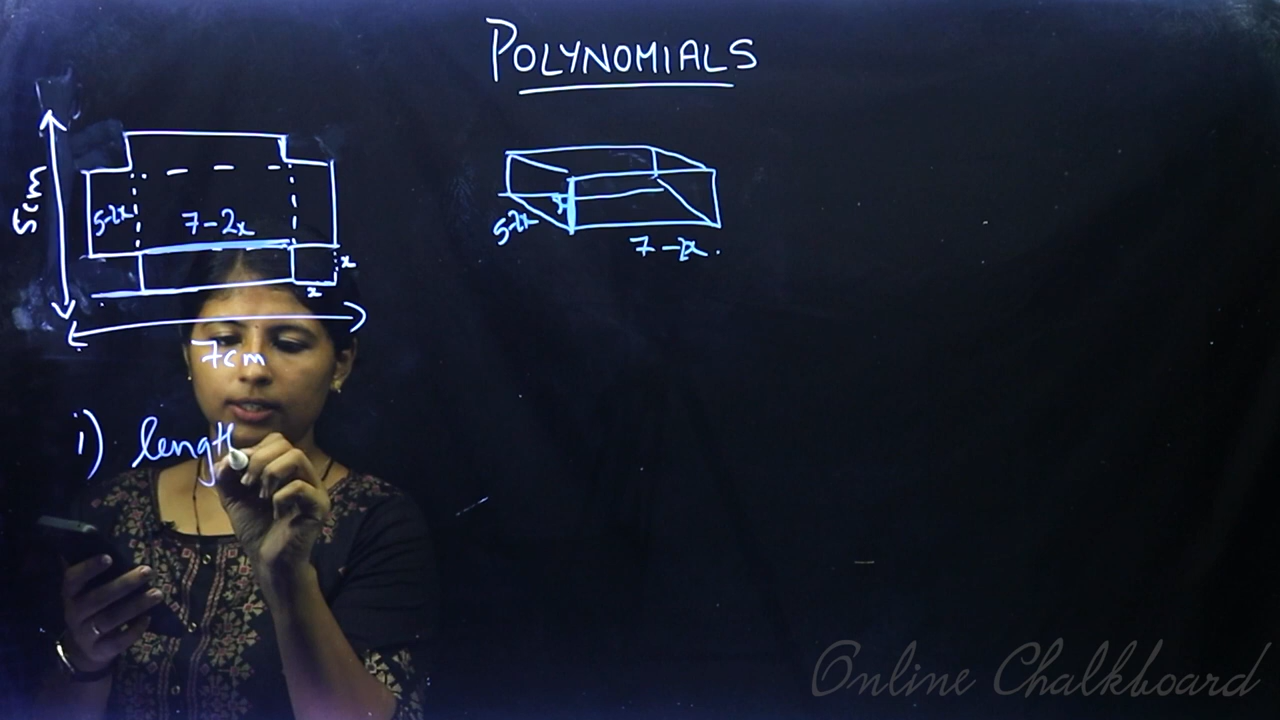 POLYNOMIALS
5cm
5-2x
7-2x
x
x
7cm
x
5-2x
7-2x.
i) length
Online Chalkboard